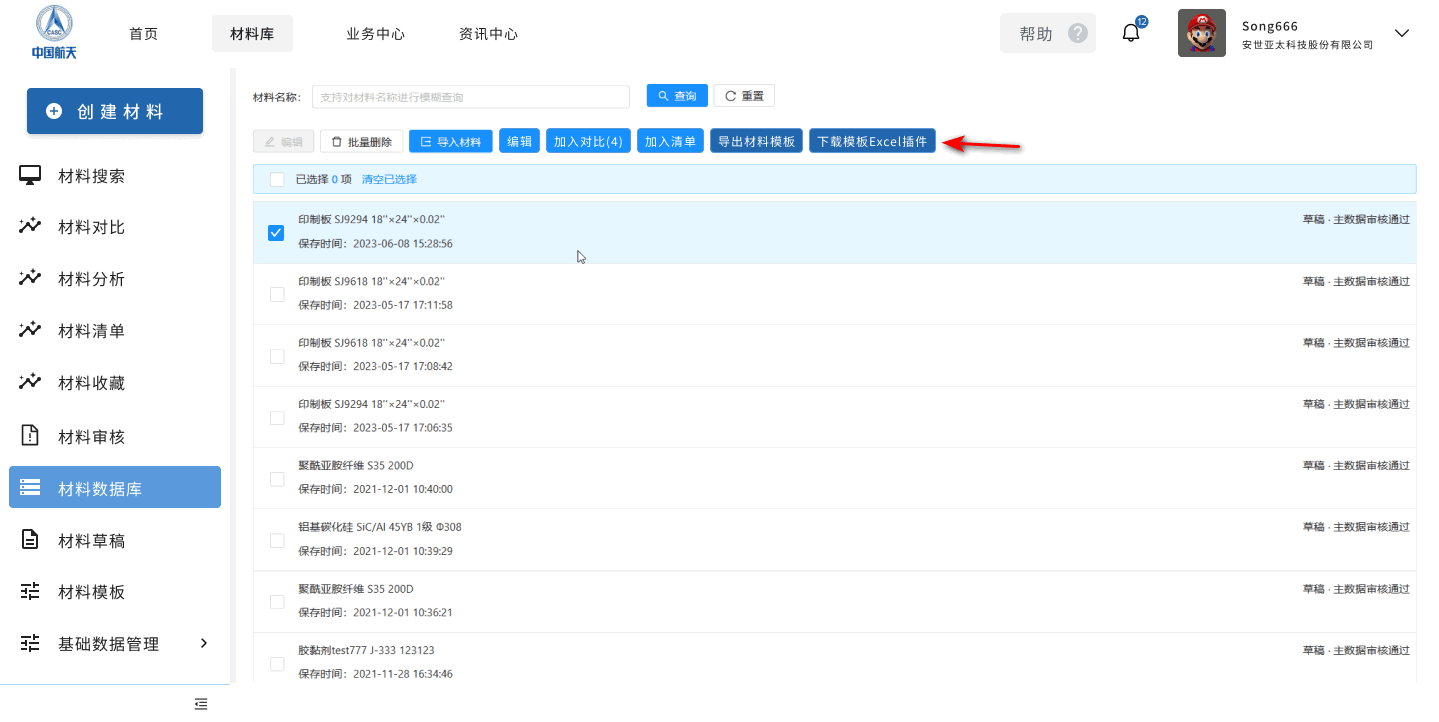 CASC
中国航天
首页
材料库
业务中心
资讯中心
帮助
?
12
Song666
安世亚太科技股份有限公司
创建材料
材料搜索
材料对比
材料分析
材料清单
材料收藏
材料审核
材料数据库
材料草稿
材料模板
基础数据管理
材料名称：
支持对材料名称进行模糊查询
查询
重置
编辑
批量删除
导入材料
编辑
加入对比(4)
加入清单
导出材料模板
下载模板Excel插件
已选择 0 项 清空已选择
印制板 SJ9294 18''×24''×0.02''
草稿 · 主数据审核通过
保存时间：2023-06-08 15:28:56
印制板 SJ9618 18''×24''×0.02''
草稿 · 主数据审核通过
保存时间：2023-05-17 17:11:58
印制板 SJ9618 18''×24''×0.02''
草稿 · 主数据审核通过
保存时间：2023-05-17 17:08:42
印制板 SJ9294 18''×24''×0.02''
草稿 · 主数据审核通过
保存时间：2023-05-17 17:06:35
聚酰亚胺纤维 S35 200D
草稿 · 主数据审核通过
保存时间：2021-12-01 10:40:00
铝基碳化硅 SiC/Al 45YB 1级 Φ308
草稿 · 主数据审核通过
保存时间：2021-12-01 10:39:29
聚酰亚胺纤维 S35 200D
草稿 · 主数据审核通过
保存时间：2021-12-01 10:36:21
胶黏剂test777 J-333 123123
草稿 · 主数据审核通过
保存时间：2021-11-28 16:34:46